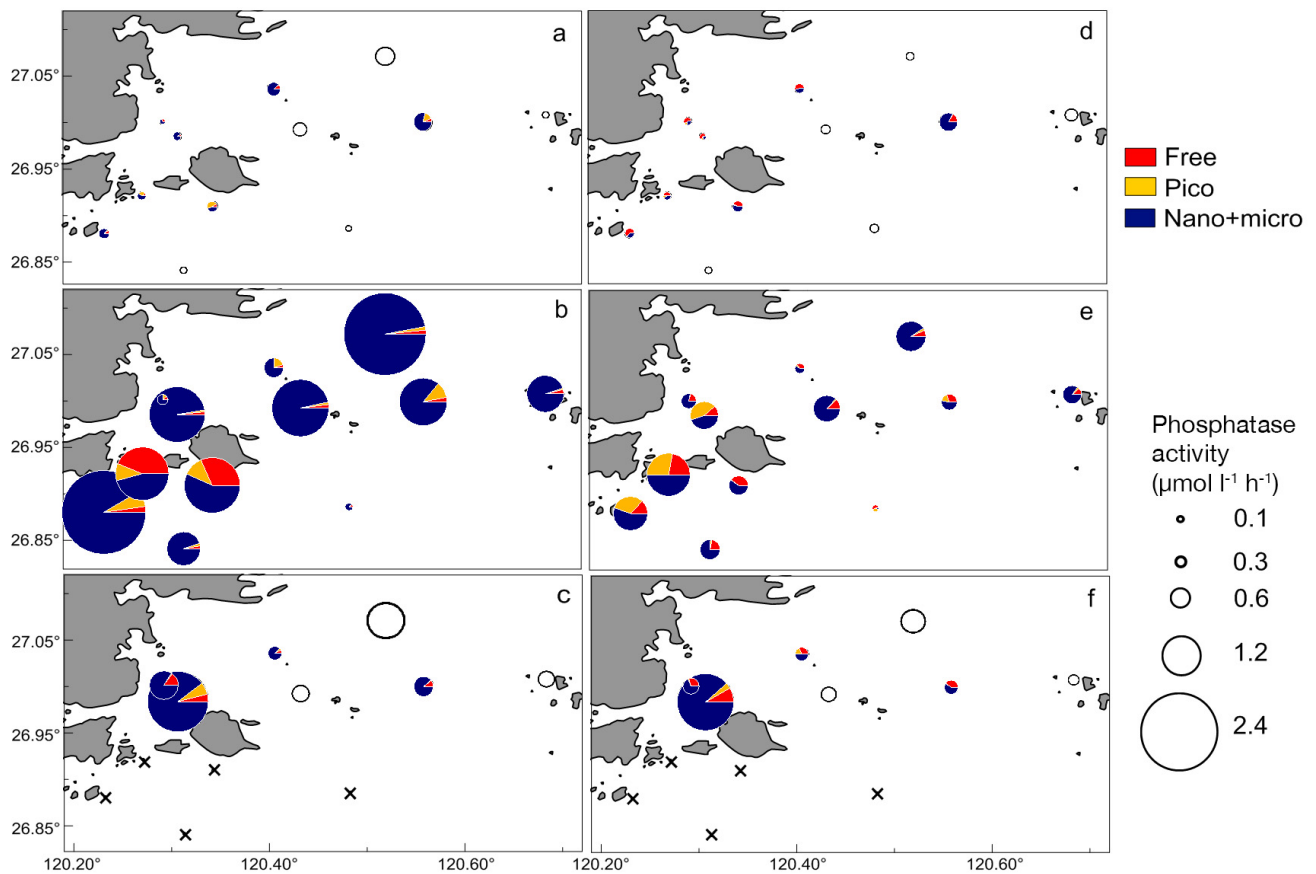 a
d
27.05°
26.95°
26.85°
Free
Pico
Nano+micro
b
e
27.05°
26.95°
26.85°
Phosphatase
activity
(µmol l⁻¹ h⁻¹)
0.1
0.3
0.6
1.2
2.4
c
f
27.05°
26.95°
26.85°
120.20° 120.40° 120.60° 120.20° 120.40° 120.60°